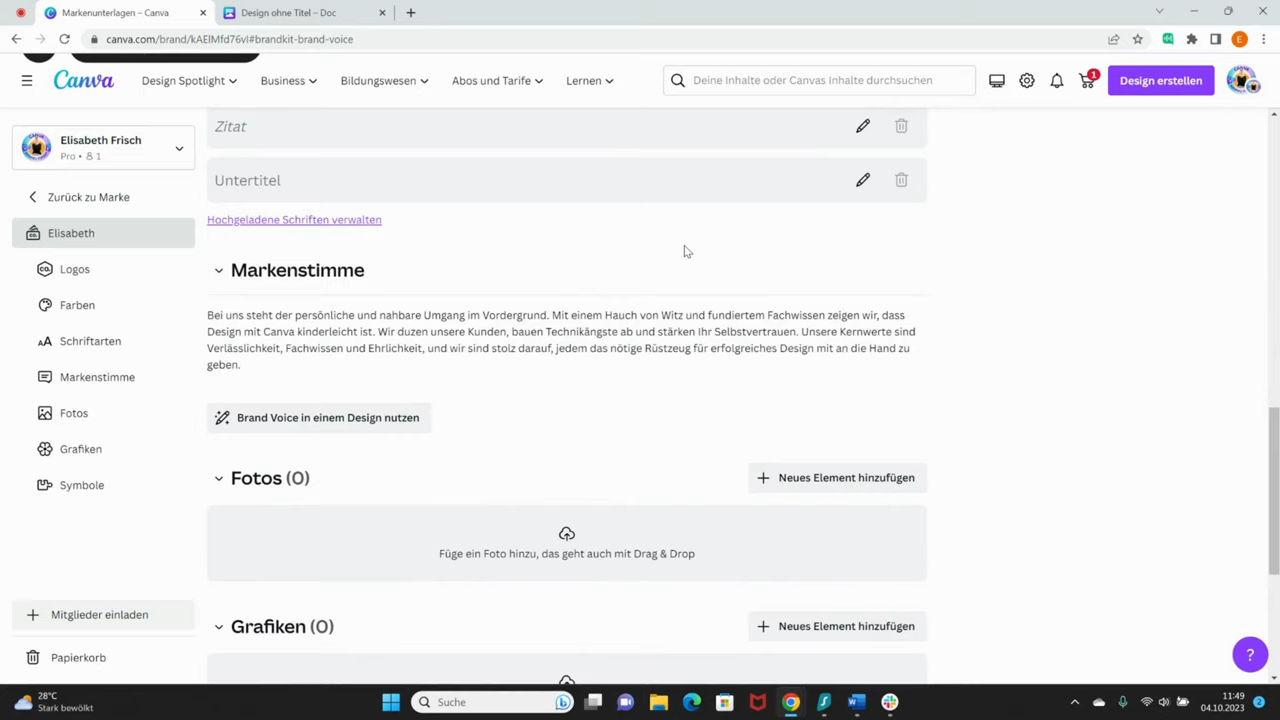 Markenunterlagen – Canva
Design ohne Titel – Doc
canva.com/brand/kAElMfd76vI#brandkit-brand-voice
E
Canva
Design Spotlight
Business
Bildungswesen
Abos und Tarife
Lernen
Deine Inhalte oder Canvas Inhalte durchsuchen
1
Design erstellen
Elisabeth Frisch
Pro • 1
Zurück zu Marke
Elisabeth
Logos
Farben
Schriftarten
Markenstimme
Fotos
Grafiken
Symbole
Mitglieder einladen
Papierkorb
Zitat
Untertitel
Hochgeladene Schriften verwalten
Markenstimme
Bei uns steht der persönliche und nahbare Umgang im Vordergrund. Mit einem Hauch von Witz und fundiertem Fachwissen zeigen wir, dass
Design mit Canva kinderleicht ist. Wir duzen unsere Kunden, bauen Technikängste ab und stärken Ihr Selbstvertrauen. Unsere Kernwerte sind
Verlässlichkeit, Fachwissen und Ehrlichkeit, und wir sind stolz darauf, jedem das nötige Rüstzeug für erfolgreiches Design mit an die Hand zu
geben.
Brand Voice in einem Design nutzen
Fotos (0)
Neues Element hinzufügen
Füge ein Foto hinzu, das geht auch mit Drag & Drop
Grafiken (0)
Neues Element hinzufügen
?
28°C
Stark bewölkt
Suche
11:49
04.10.2023
2